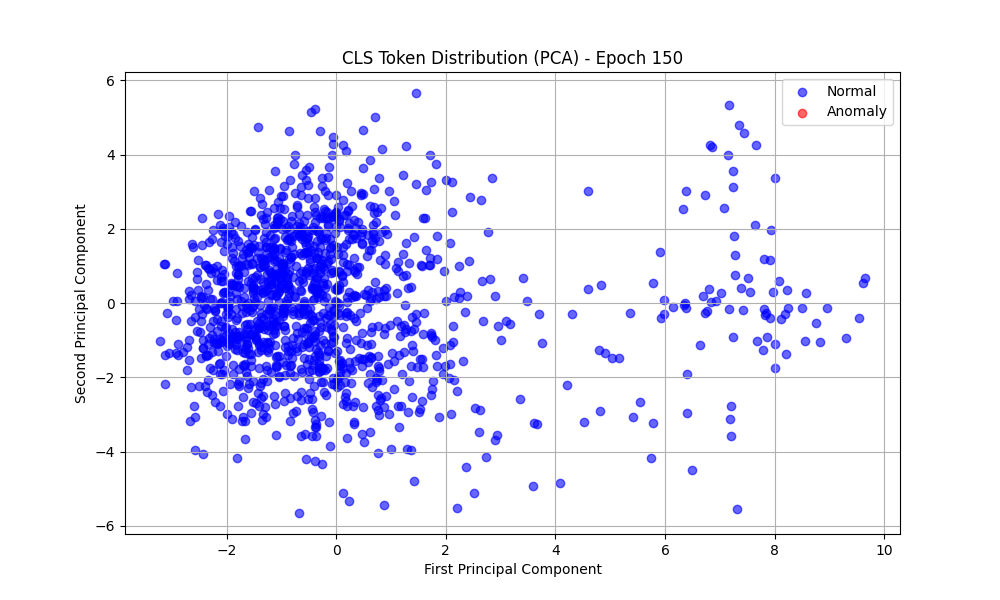 CLS Token Distribution (PCA) - Epoch 150
Normal
Anomaly
Second Principal Component
6
4
2
0
−2
−4
−6
−2 0 2 4 6 8 10
First Principal Component